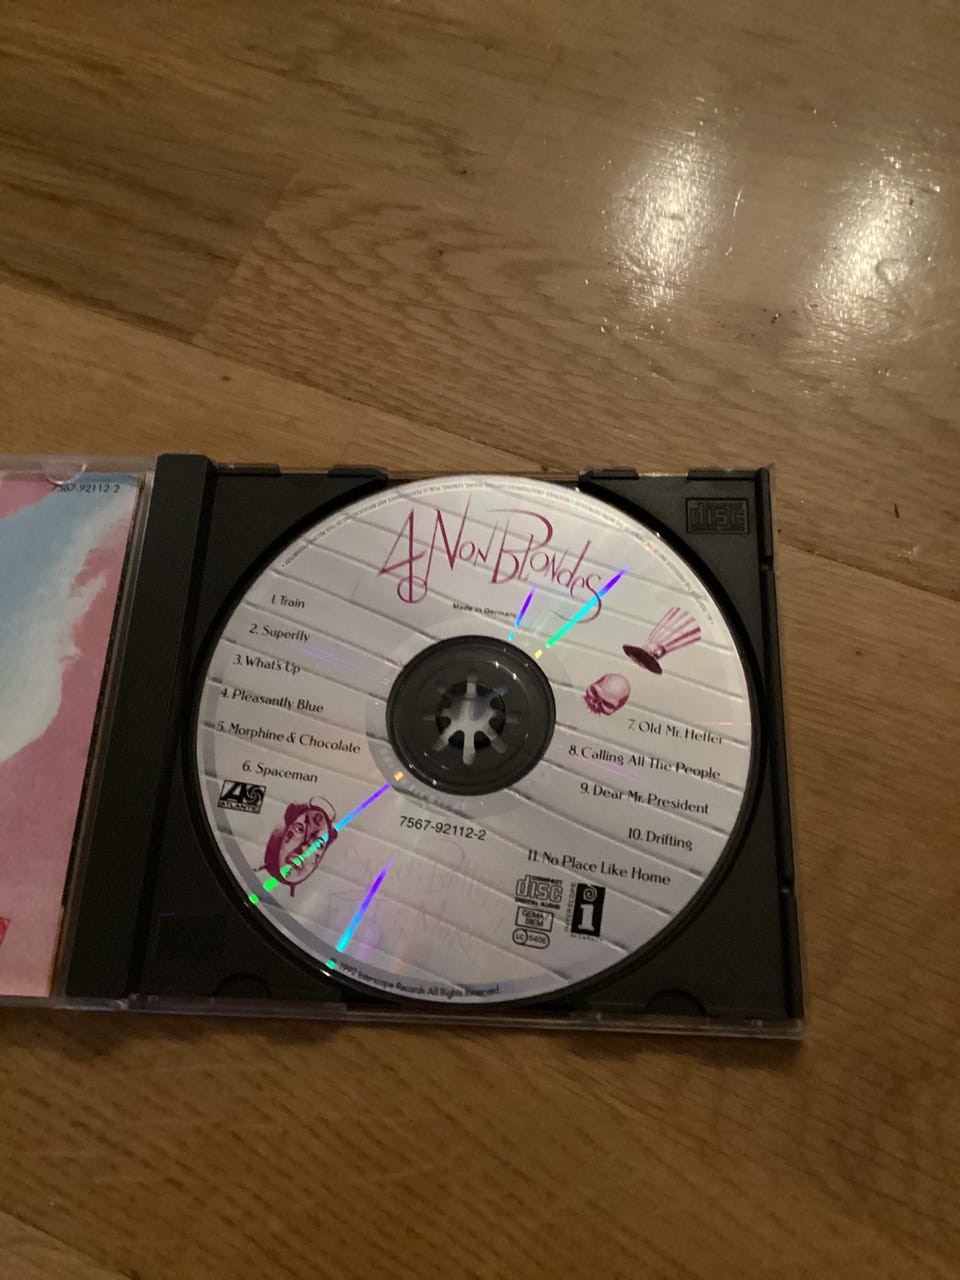 7567-92112-2
4 Non Blondes
Made in Germany
1. Train
2. Superfly
3. What's Up
4. Pleasantly Blue
5. Morphine & Chocolate
6. Spaceman
7. Old Mr. Heffer
8. Calling All The People
9. Dear Mr. President
10. Drifting
11. No Place Like Home
ATLANTIC
7567-92112-2
COMPACT
disc
DIGITAL AUDIO
GEMA/
BIEM
LC 6406
INTERSCOPE
i
© 1992 Interscope Records All Rights Reserved.
disc